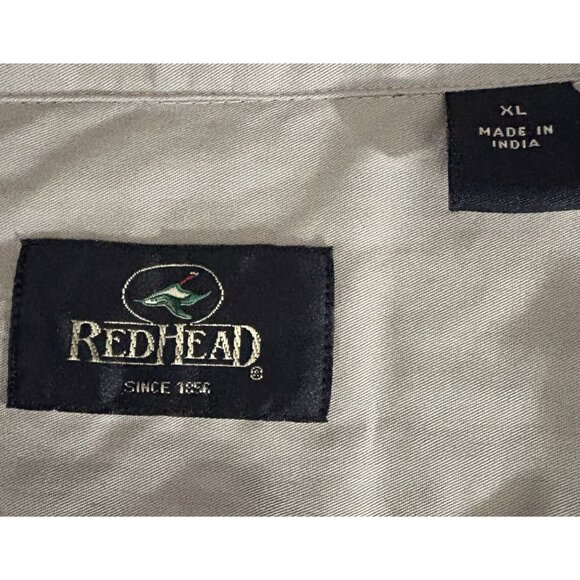 REDHEAD
®
SINCE 1856
XL
MADE IN
INDIA